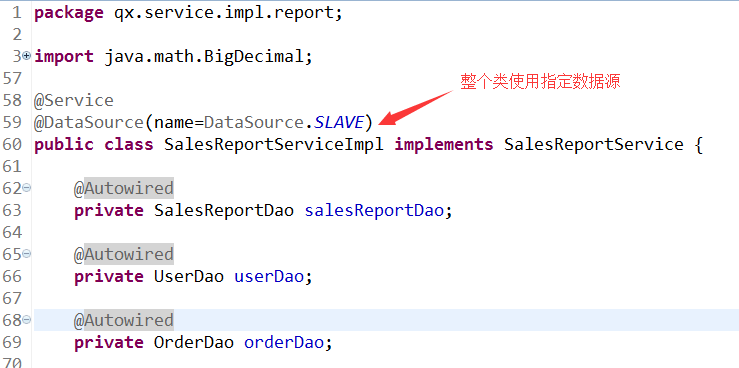 1 package qx.service.impl.report;
2
3 import java.math.BigDecimal;
57
整个类使用指定数据源
58 @Service
59 @DataSource(name=DataSource.SLAVE)
60 public class SalesReportServiceImpl implements SalesReportService {
61
62 @Autowired
63 private SalesReportDao salesReportDao;
64
65 @Autowired
66 private UserDao userDao;
67
68 @Autowired
69 private OrderDao orderDao;
70